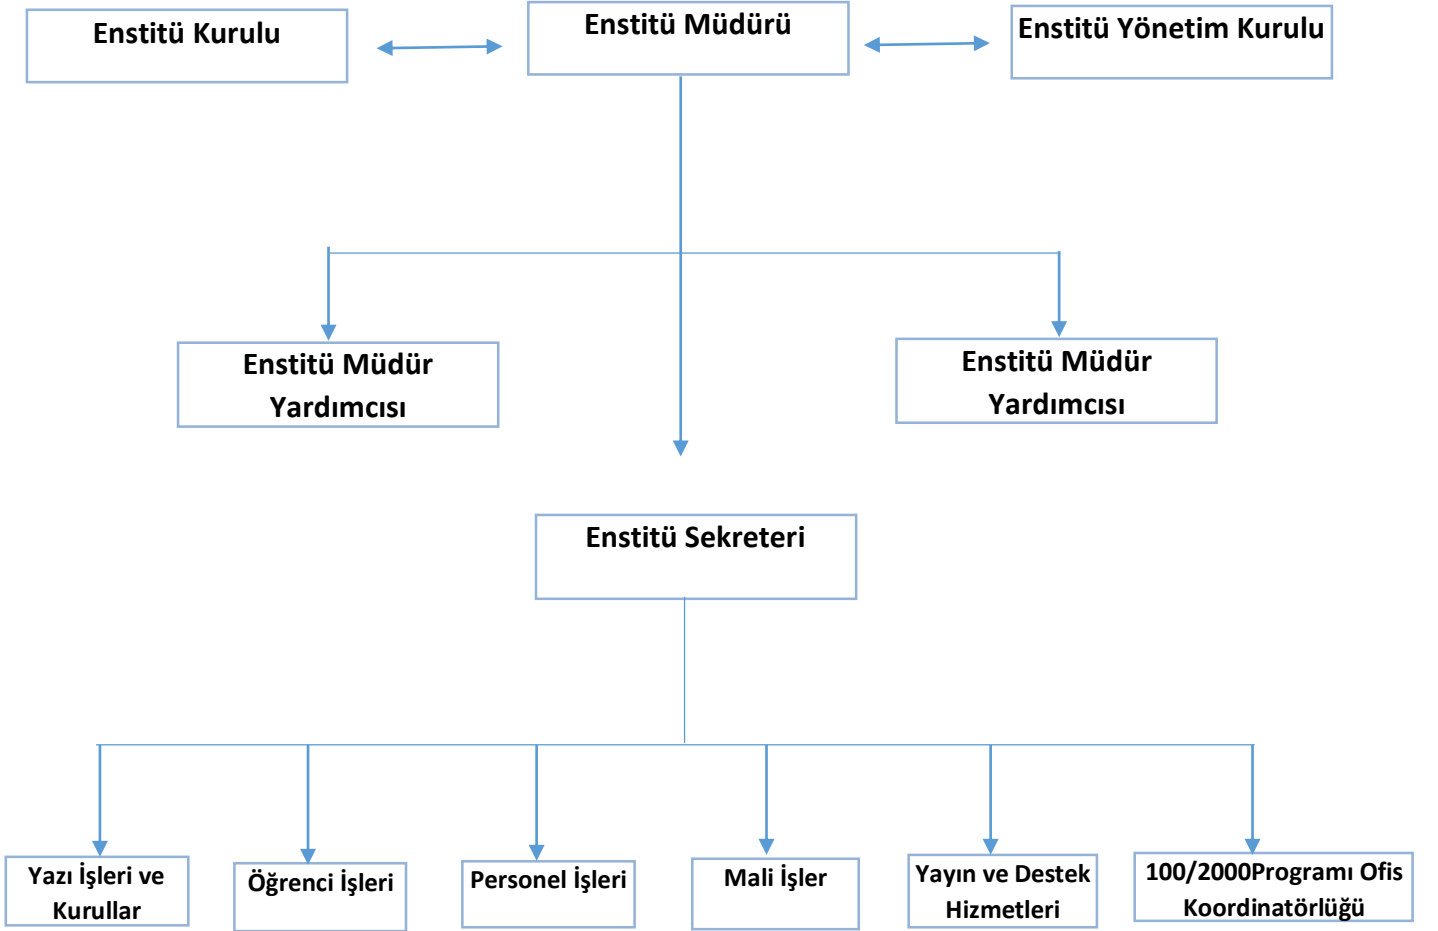 Enstitü Kurulu
Enstitü Müdürü
Enstitü Yönetim Kurulu
Enstitü Müdür
Yardımcısı
Enstitü Müdür
Yardımcısı
Enstitü Sekreteri
Yazı İşleri ve
Kurullar
Öğrenci İşleri
Personel İşleri
Mali İşler
Yayın ve Destek
Hizmetleri
100/2000Programı Ofis
Koordinatörlüğü